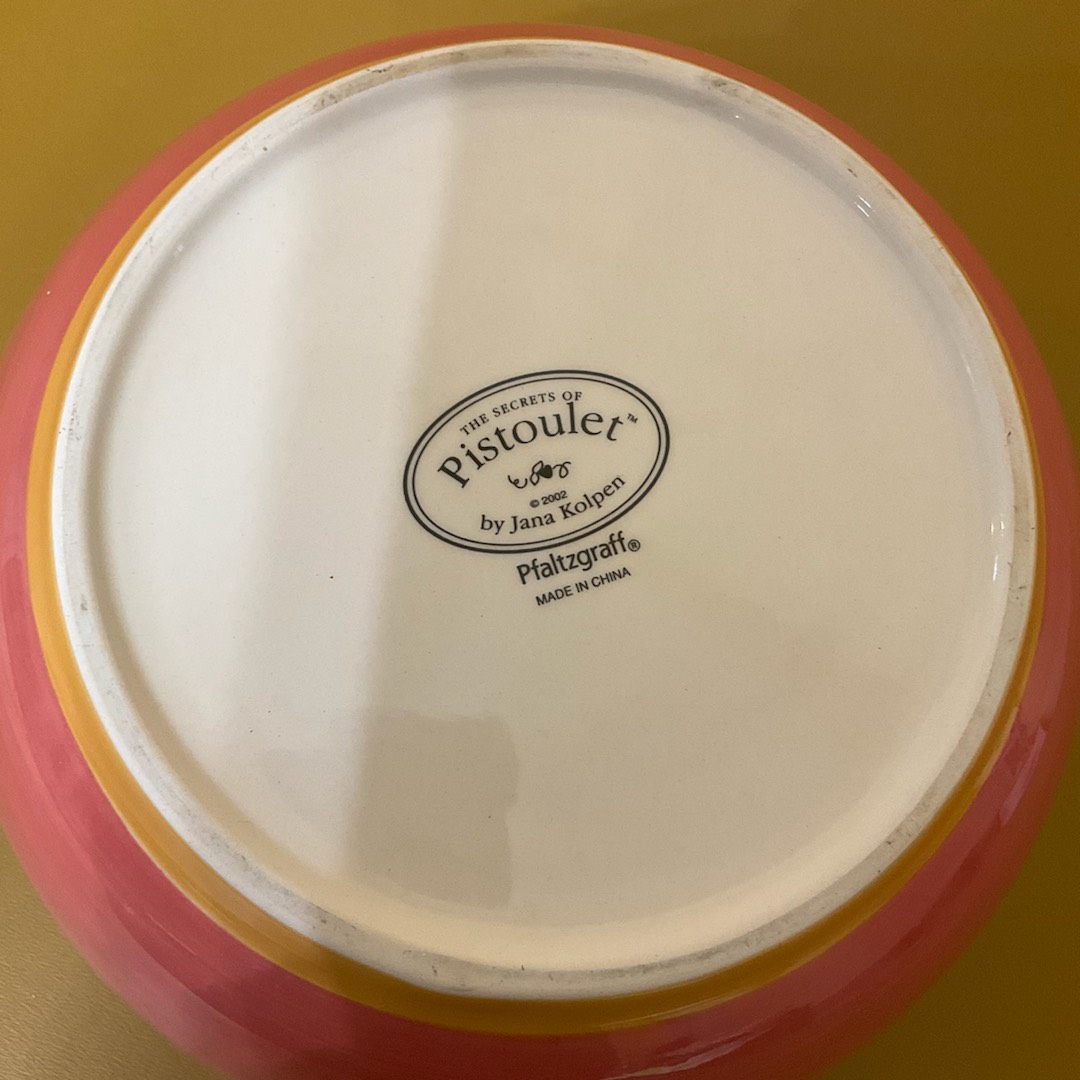 THE SECRETS OF
Pistoulet™
© 2002
by Jana Kolpen
Pfaltzgraff®
MADE IN CHINA